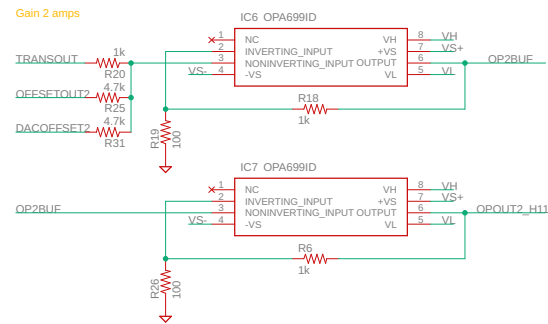 Gain 2 amps
IC6 OPA699ID
1 NC VH 8 VH
2 INVERTING_INPUT +VS 7 VS+
TRANSOUT 1k R20 3 NONINVERTING_INPUT OUTPUT 6 OP2BUF
VS- 4 -VS VL 5 VL
OFFSETOUT2 4.7k R25
R18
1k
DACOFFSET2 4.7k R31
R19 100
IC7 OPA699ID
1 NC VH 8 VH
2 INVERTING_INPUT +VS 7 VS+
OP2BUF 3 NONINVERTING_INPUT OUTPUT 6 OPOUT2_H11
VS- 4 -VS VL 5 VL
R6
1k
R26 100